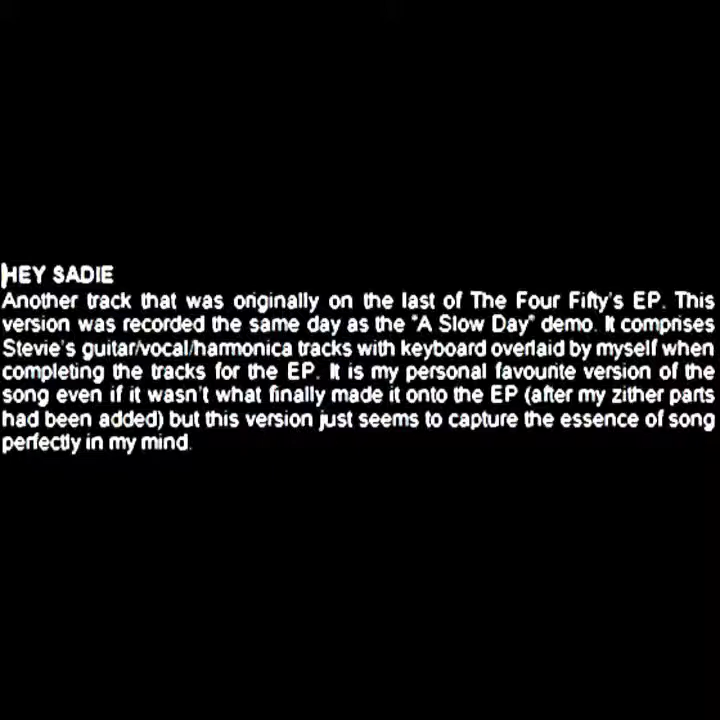 HEY SADIE
Another track that was originally on the last of The Four Fifty's EP. This
version was recorded the same day as the "A Slow Day" demo. It comprises
Stevie's guitar/vocal/harmonica tracks with keyboard overlaid by myself when
completing the tracks for the EP. It is my personal favourite version of the
song even if it wasn't what finally made it onto the EP (after my zither parts
had been added) but this version just seems to capture the essence of song
perfectly in my mind.